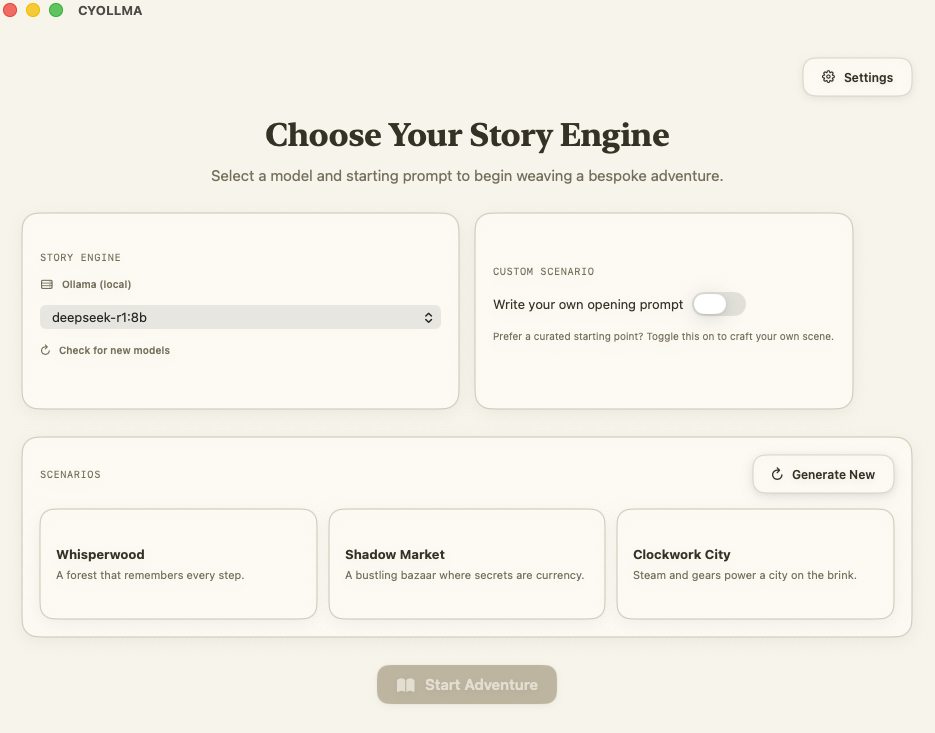 CYOLLMA
Settings
Choose Your Story Engine
Select a model and starting prompt to begin weaving a bespoke adventure.
STORY ENGINE
Ollama (local)
deepseek-r1:8b
Check for new models
CUSTOM SCENARIO
Write your own opening prompt
Prefer a curated starting point? Toggle this on to craft your own scene.
SCENARIOS
Generate New
Whisperwood
A forest that remembers every step.
Shadow Market
A bustling bazaar where secrets are currency.
Clockwork City
Steam and gears power a city on the brink.
Start Adventure